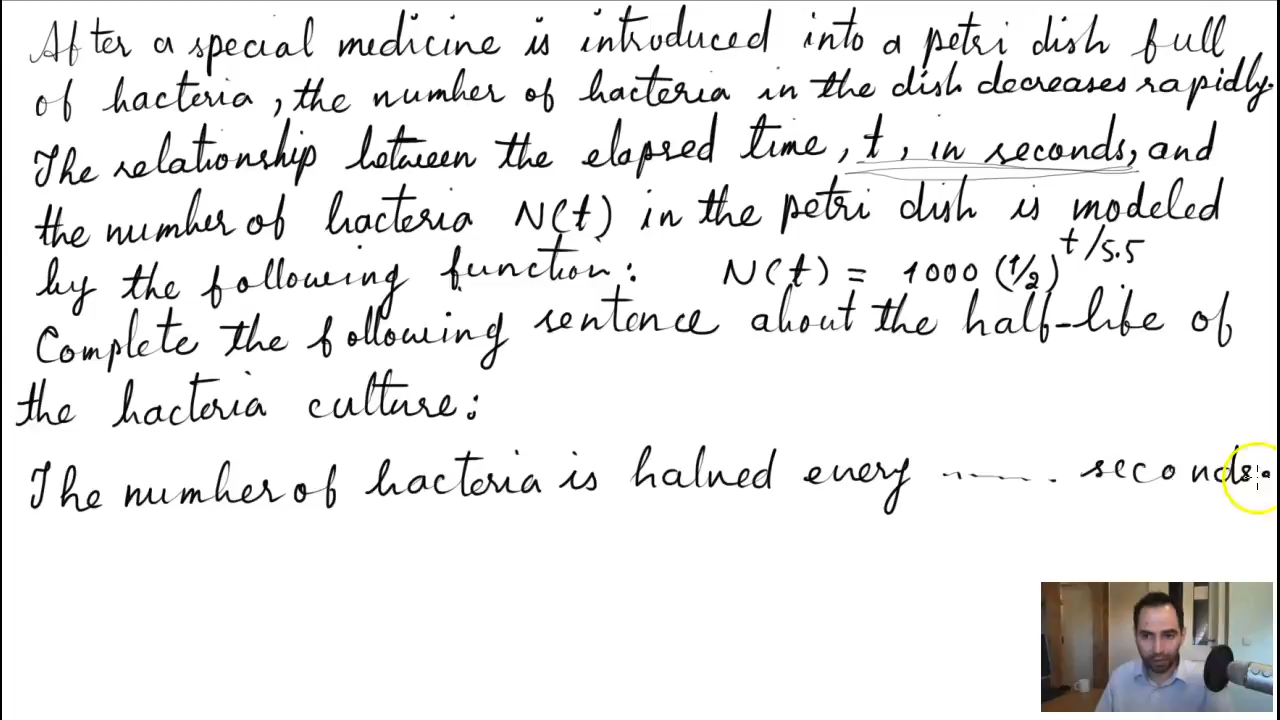 After a special medicine is introduced into a petri dish full
of bacteria, the number of bacteria in the dish decreases rapidly.
The relationship between the elapsed time, t, in seconds, and
the number of bacteria N(t) in the petri dish is modeled
by the following function: N(t) = 1000 (1/2)^t/5.5
Complete the following sentence about the half-life of
the bacteria culture:
The number of bacteria is halved every ....... seconds.